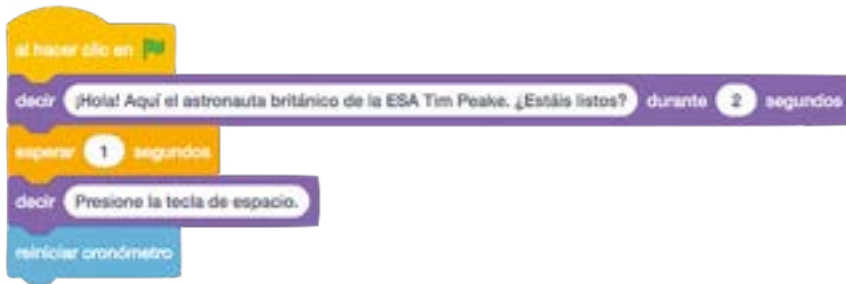 al hacer clic en
decir ¡Hola! Aquí el astronauta británico de la ESA Tim Peake. ¿Estáis listos? durante 2 segundos
esperar 1 segundos
decir Presione la tecla de espacio.
reiniciar cronómetro